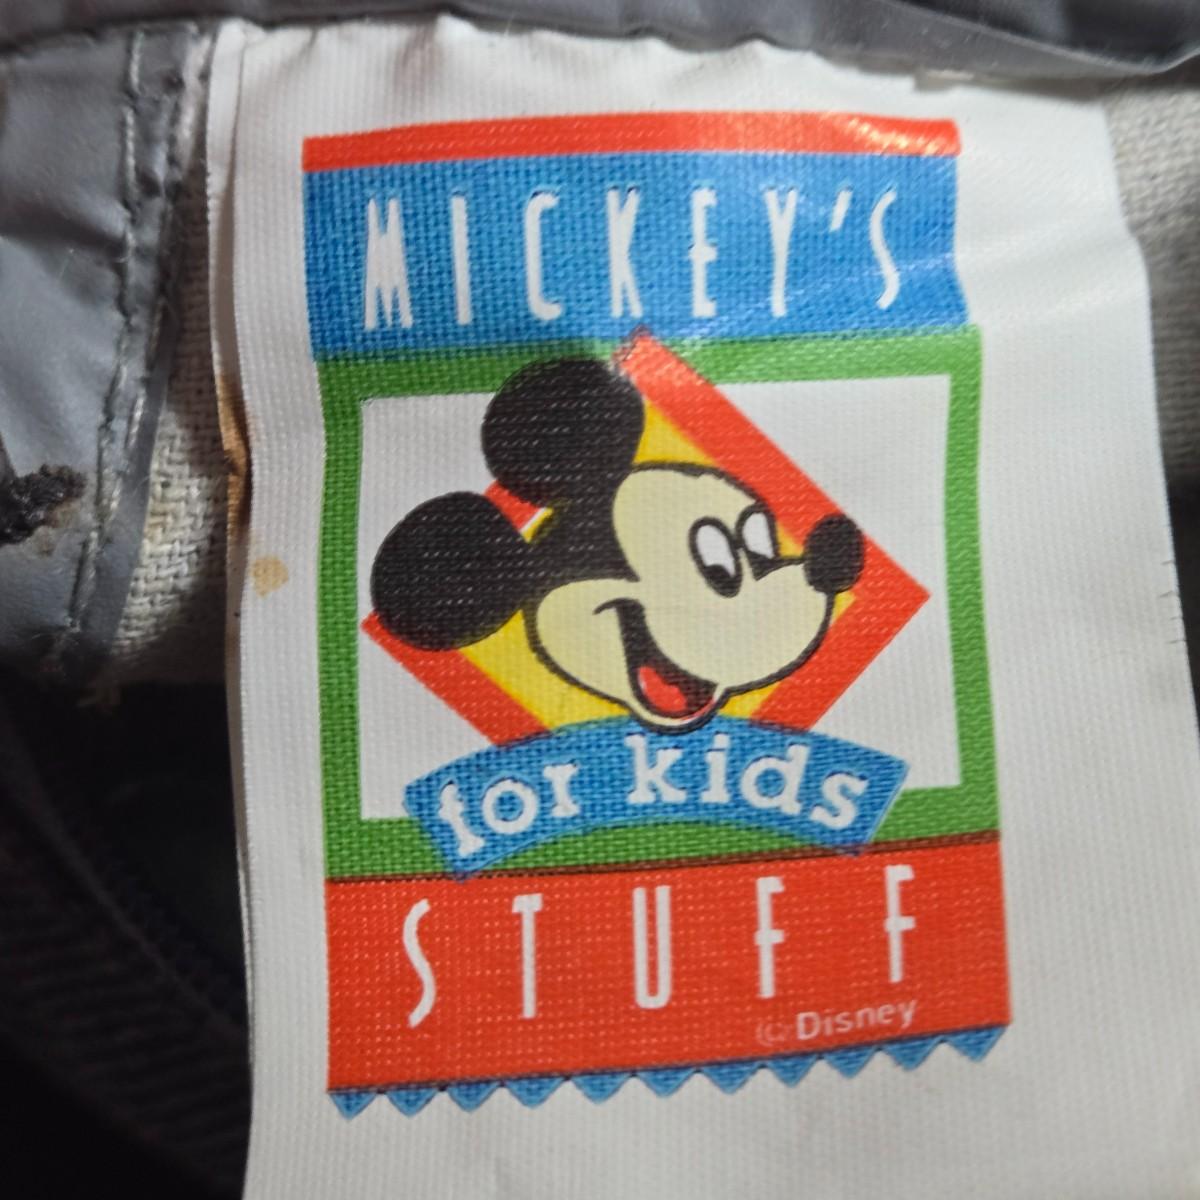 MICKEY'S
for kids
STUFF
(c) Disney